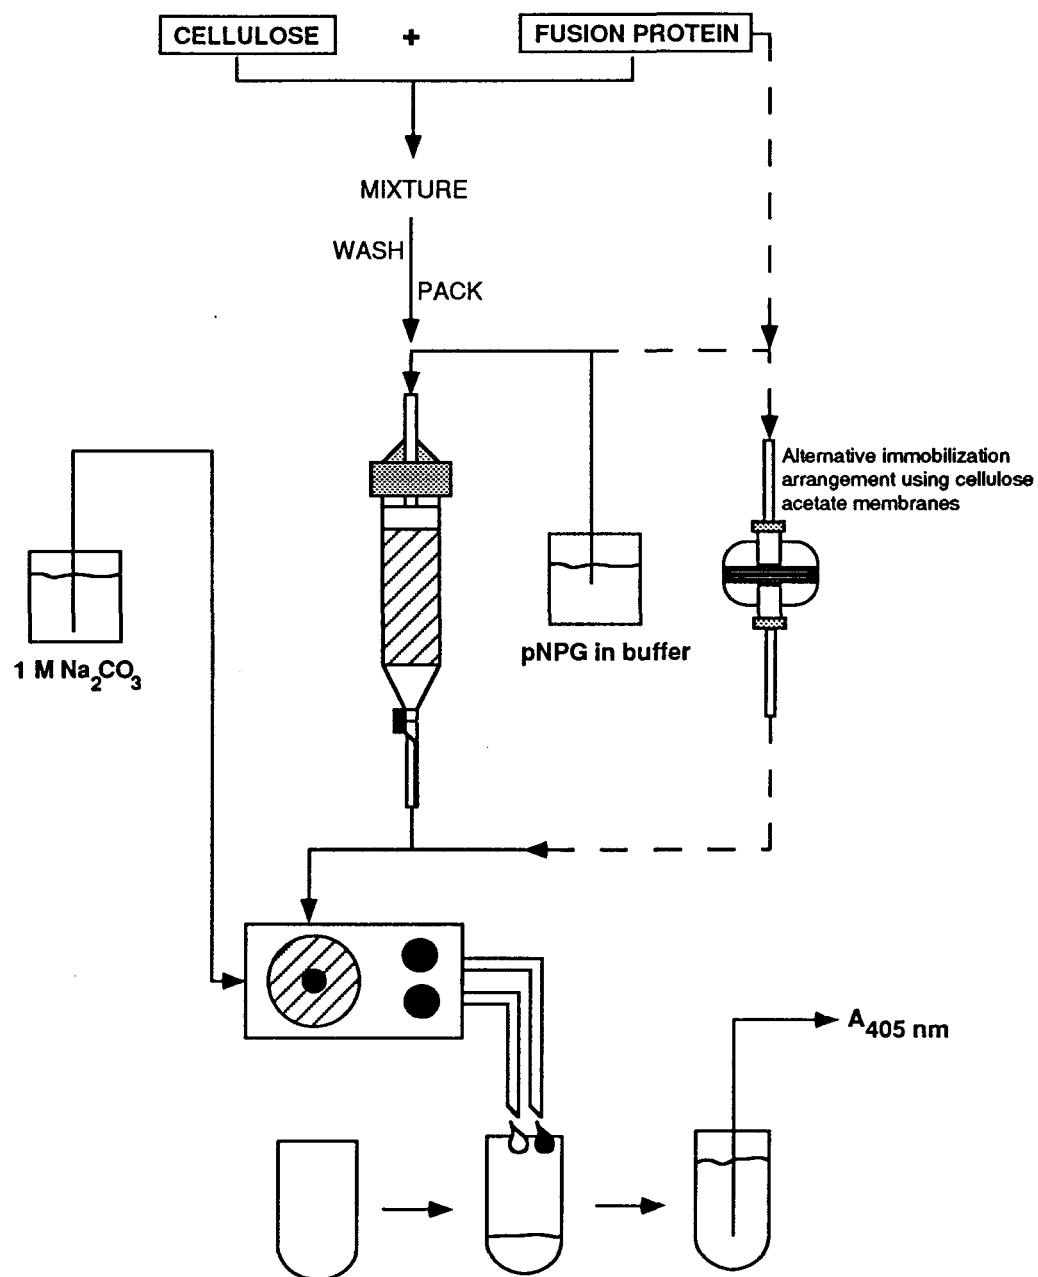 CELLULOSE + FUSION PROTEIN
MIXTURE
WASH
PACK
Alternative immobilization
arrangement using cellulose
acetate membranes
pNPG in buffer
1 M Na2CO3
A405 nm